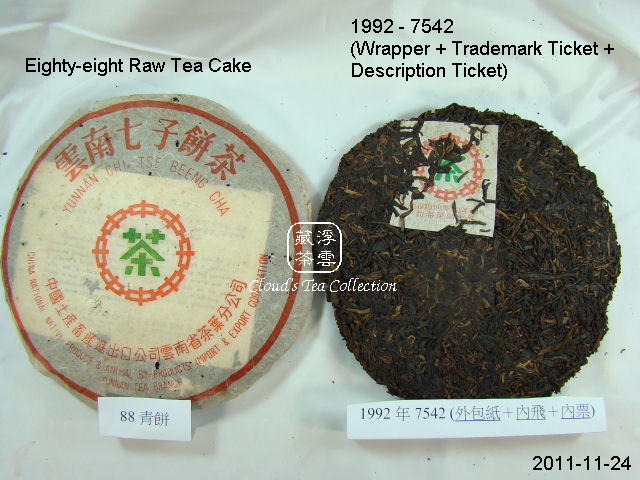 1992 - 7542
(Wrapper + Trademark Ticket +
Description Ticket)
Eighty-eight Raw Tea Cake
雲南七子餅茶
YUNNAN CHI TSE BEENG CHA
茶
中國土產畜產進出口公司雲南省茶葉分公司
CHINA NATIONAL NATIVE PRODUCE & ANIMAL BY-PRODUCTS IMPORT & EXPORT CORPORATION
YUNNAN TEA BRANCH
藏浮
茶雲
Cloud'sTea Collection
88 青餅
1992 年 7542 (外包紙＋內飛＋內票)
2011-11-24